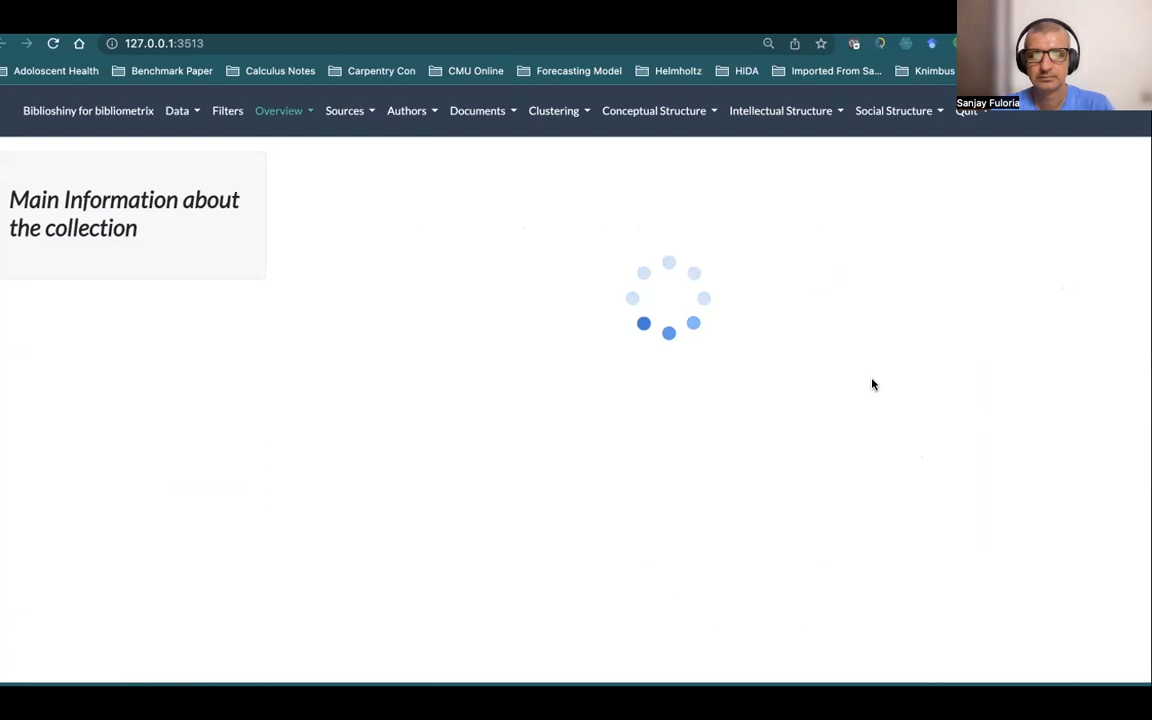 127.0.0.1:3513
Adoloscent Health Benchmark Paper Calculus Notes Carpentry Con CMU Online Forecasting Model Helmholtz HIDA Imported From Sa... Knimbus
Sanjay Fuloria
Biblioshiny for bibliometrix Data Filters Overview Sources Authors Documents Clustering Conceptual Structure Intellectual Structure Social Structure Quit
Main Information about
the collection